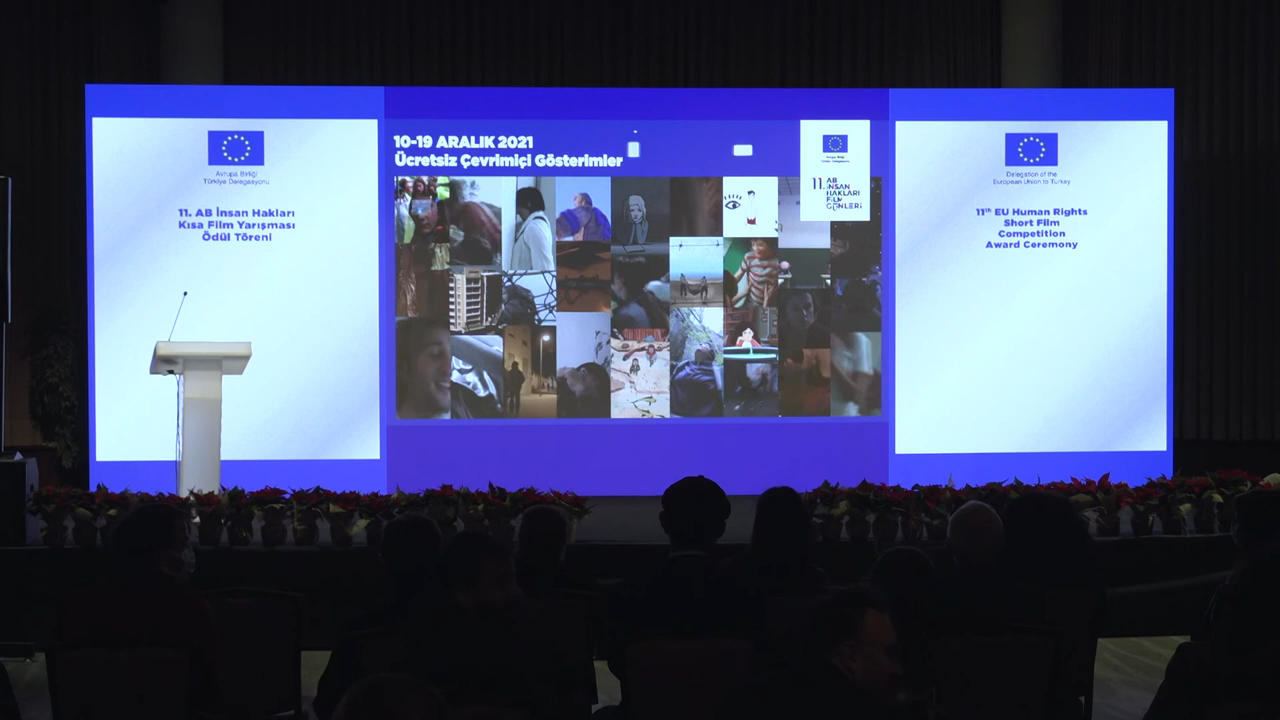 Avrupa Birliği
Türkiye Delegasyonu
11. AB İnsan Hakları
Kısa Film Yarışması
Ödül Töreni
10-19 ARALIK 2021
Ücretsiz Çevrimiçi Gösterimler
11. AB
İNSAN
HAKLARI
FİLM
GÜNLERİ
Delegation of the
European Union to Turkey
11th EU Human Rights
Short Film
Competition
Award Ceremony